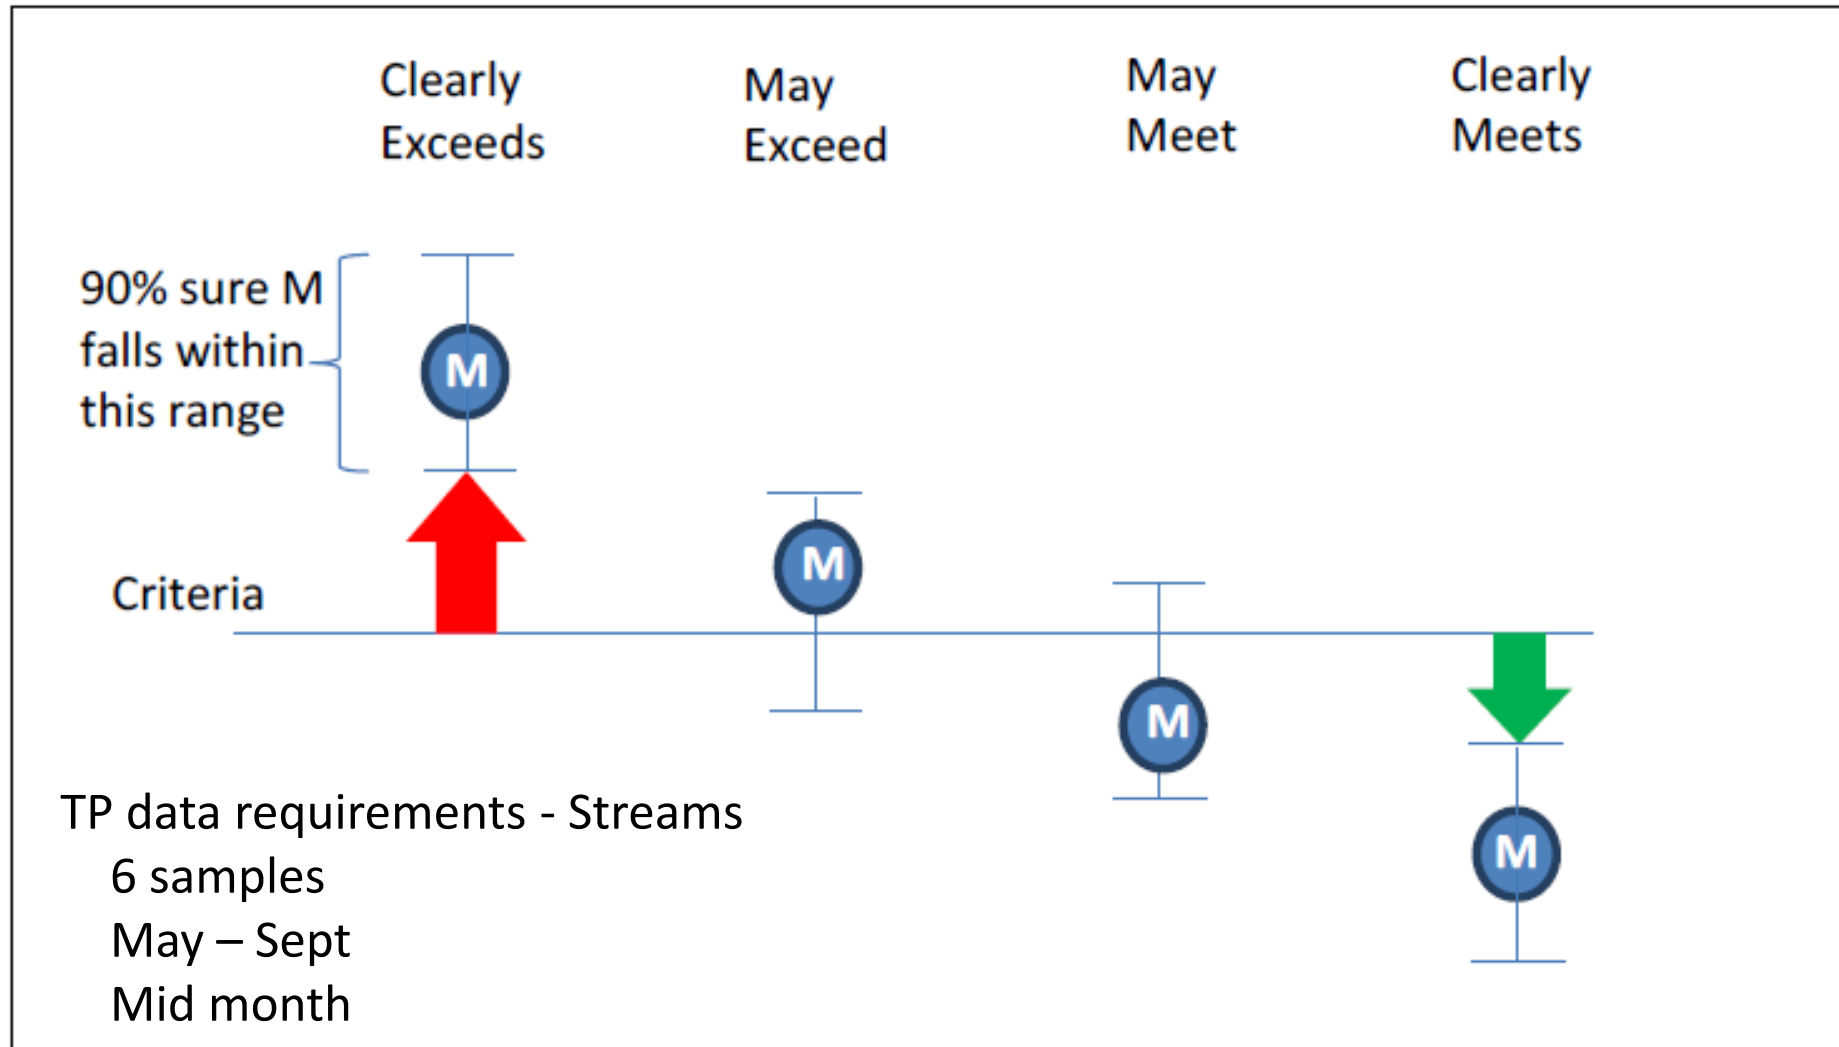 Clearly
Exceeds
May
Exceed
May
Meet
Clearly
Meets
90% sure M
falls within
this range
M
M
Criteria
M
M
TP data requirements - Streams
6 samples
May – Sept
Mid month